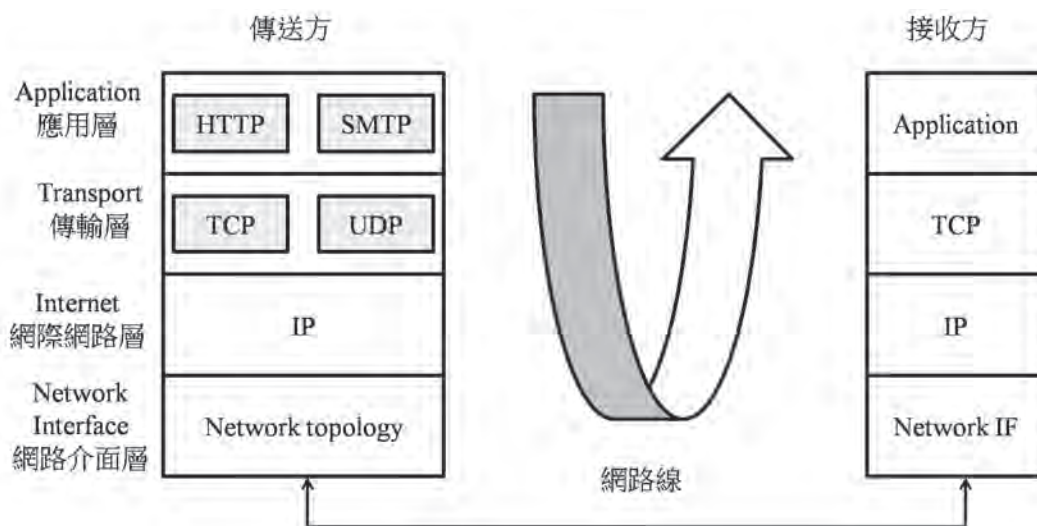 傳送方
接收方
Application
應用層
HTTP
SMTP
Application
Transport
傳輸層
TCP
UDP
TCP
Internet
網際網路層
IP
IP
Network
Interface
網路介面層
Network topology
Network IF
網路線